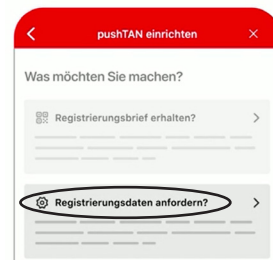 pushTAN einrichten
Was möchten Sie machen?
Registrierungsbrief erhalten?
Registrierungsdaten anfordern?